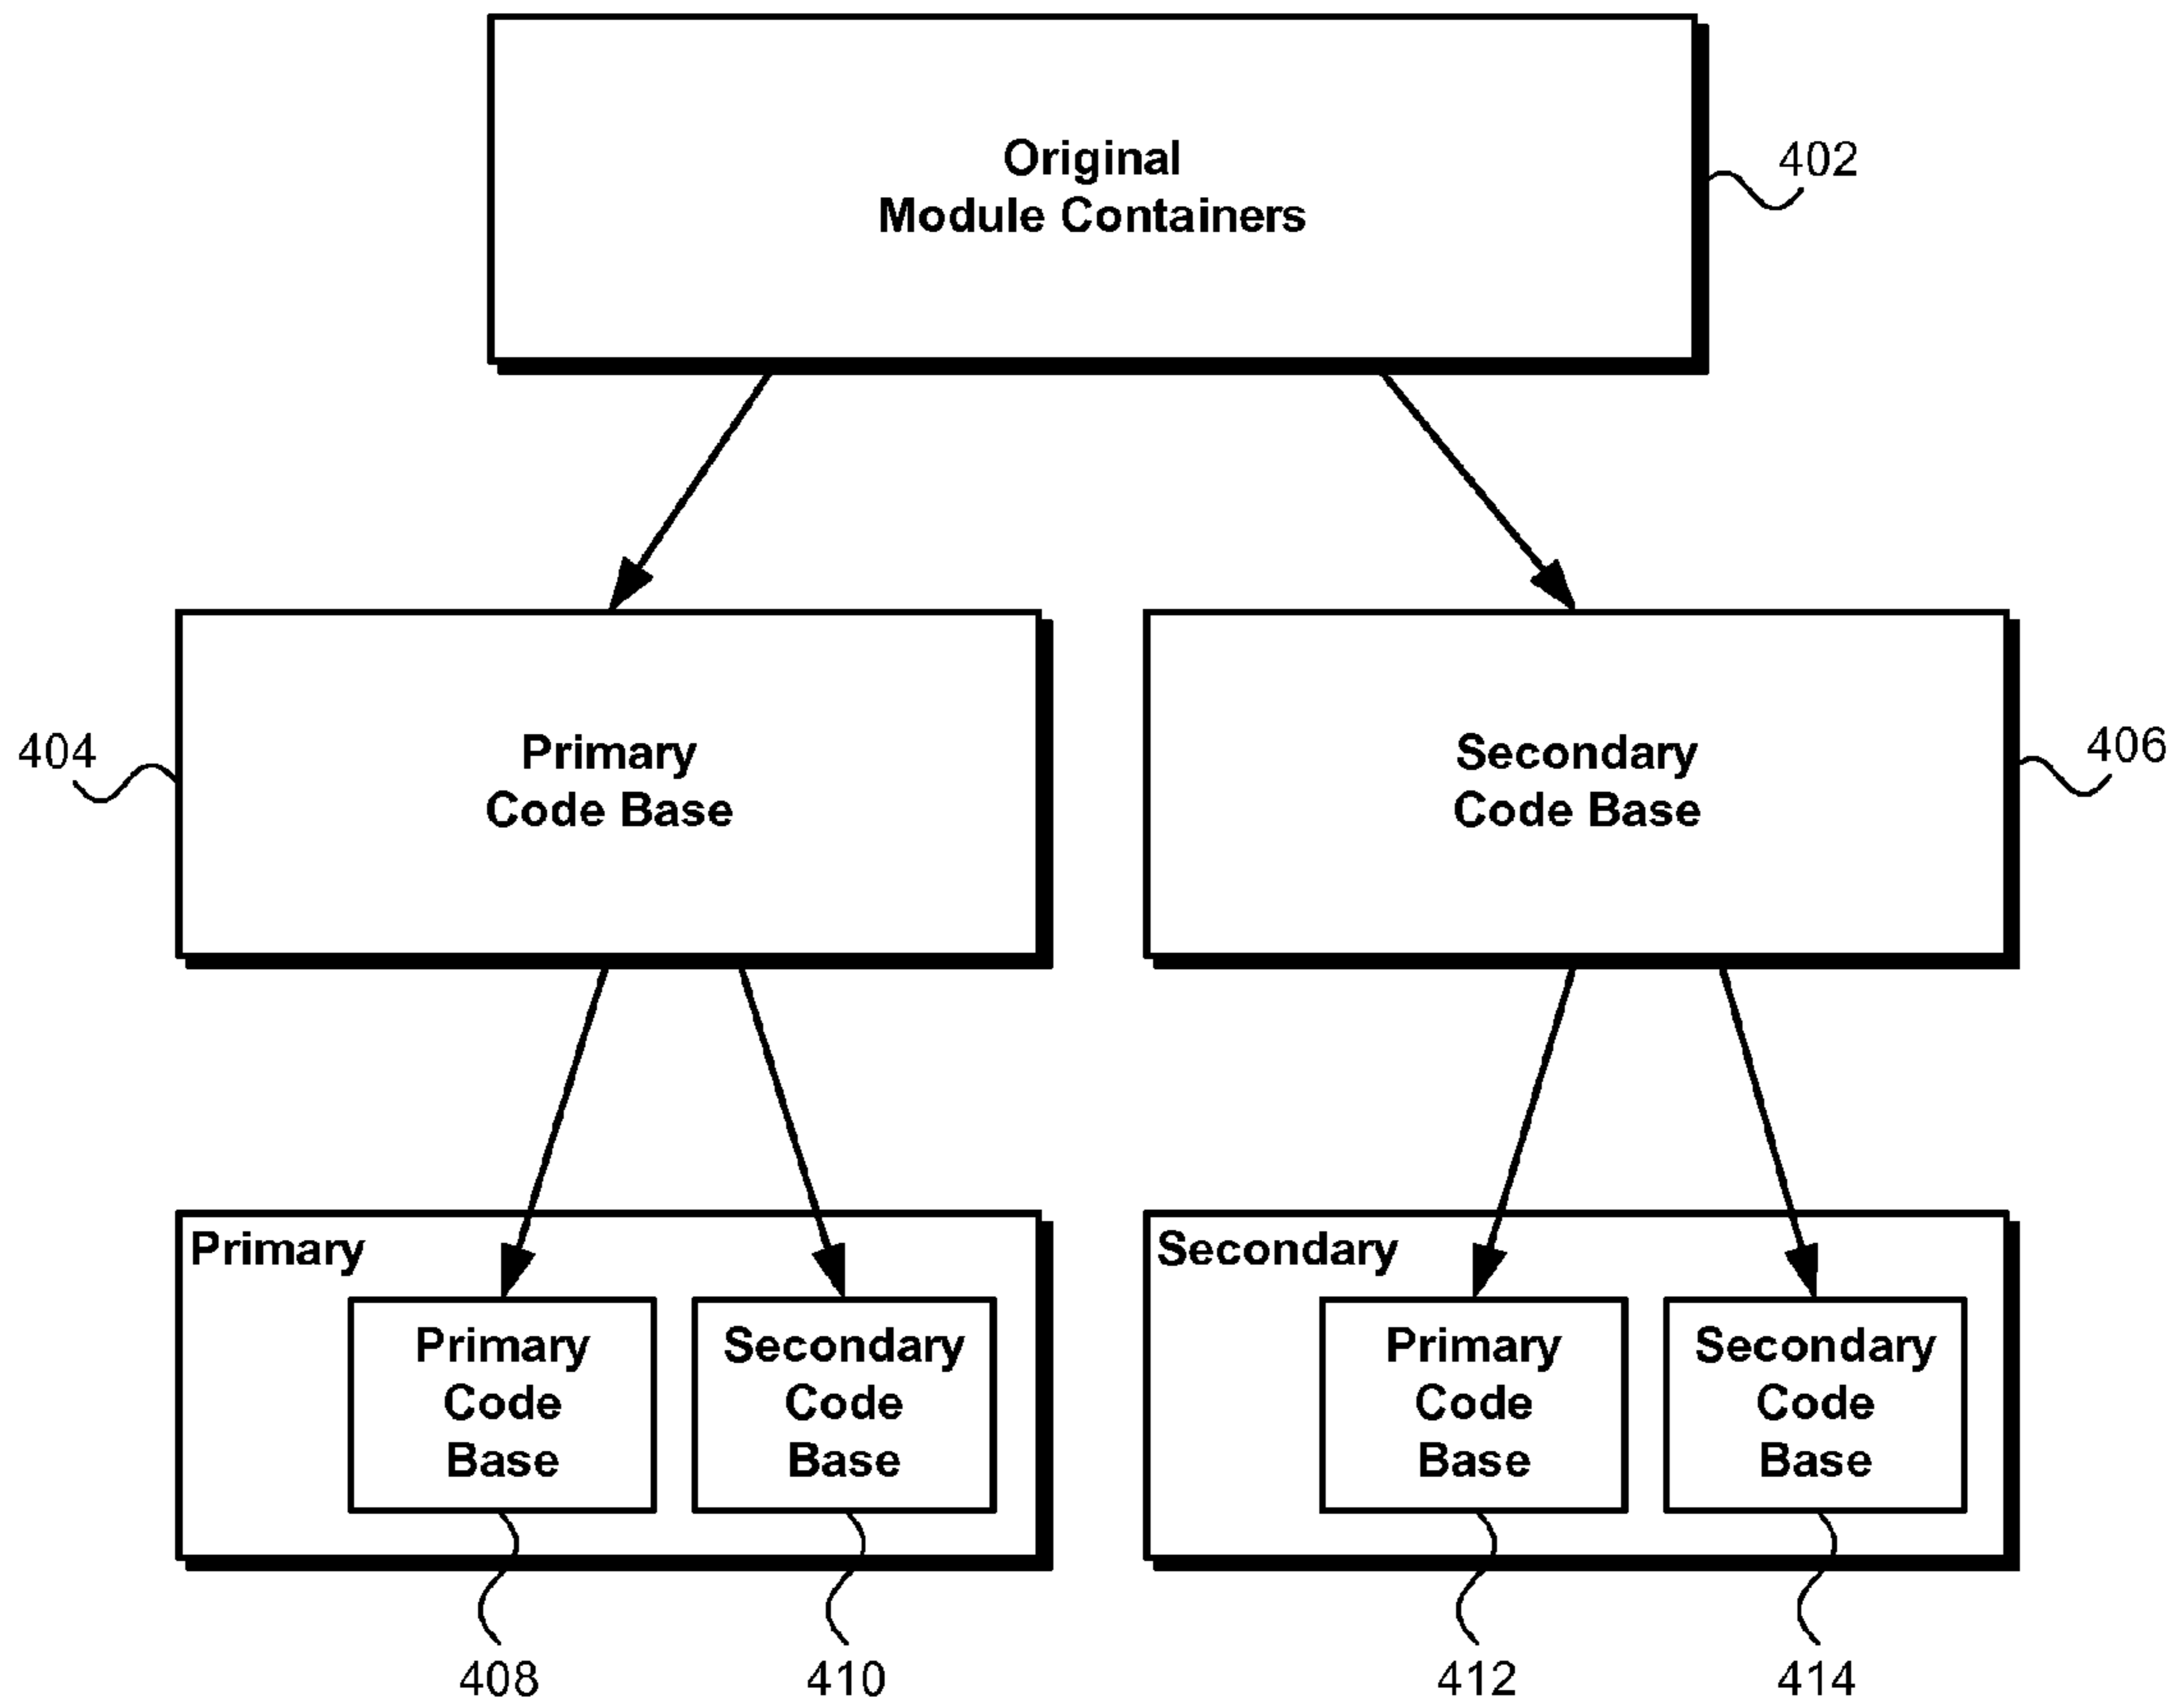 Original
Module Containers
402
404
Primary
Code Base
Secondary
Code Base
406
Primary
Primary
Code
Base
Secondary
Code
Base
Secondary
Primary
Code
Base
Secondary
Code
Base
408
410
412
414